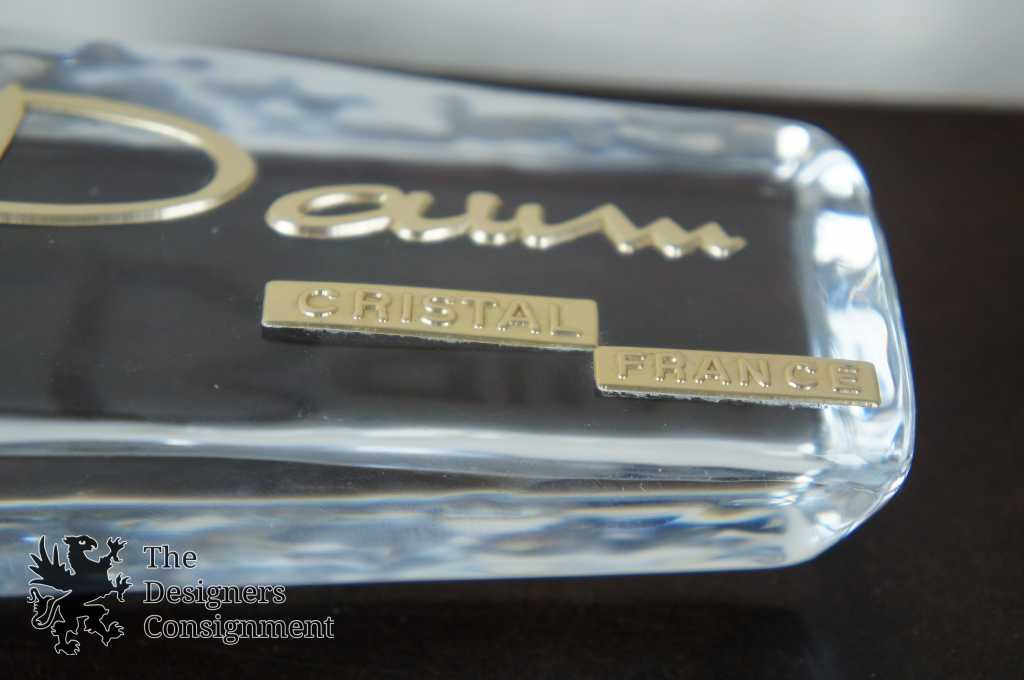 Daum
CRISTAL
FRANCE
The
Designers
Consignment